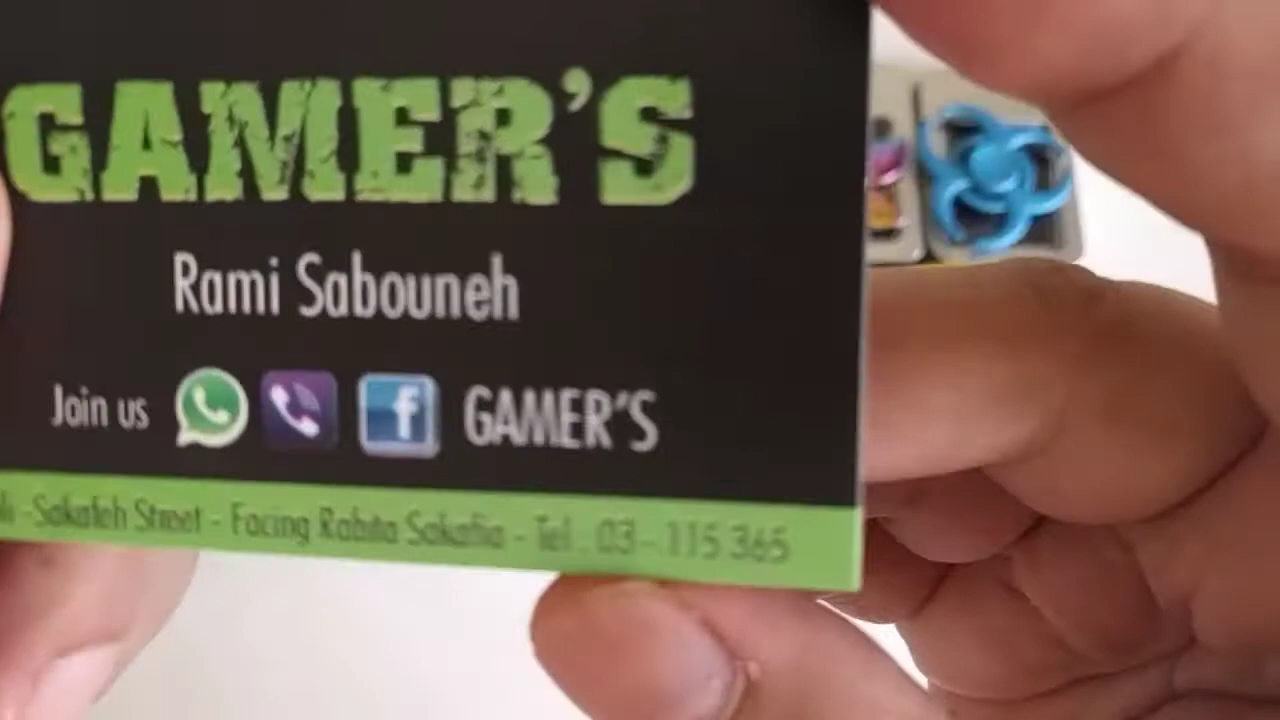 GAMER'S
Rami Sabouneh
Join us GAMER'S
- Sakafeh Street - Facing Rabita Sakafia - Tel . 03 - 115 365